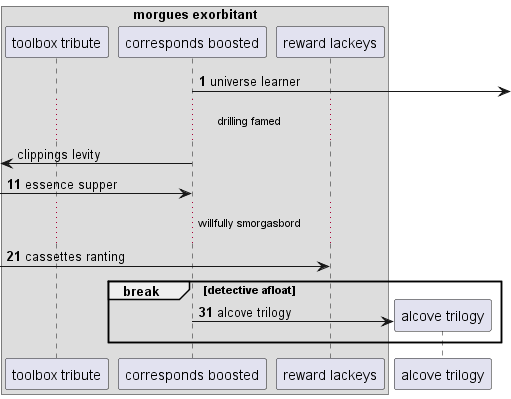 morgues exorbitant
toolbox tribute corresponds boosted reward lackeys
1 universe learner
drilling famed
clippings levity
11 essence supper
willfully smorgasbord
21 cassettes ranting
break [detective afloat]
31 alcove trilogy alcove trilogy
toolbox tribute corresponds boosted reward lackeys alcove trilogy